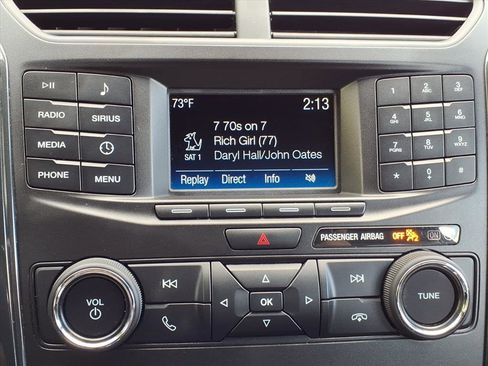 73°F 2:13
7 70s on 7
Rich Girl (77)
SAT 1 Daryl Hall/John Oates
Replay Direct Info
RADIO SIRIUS
MEDIA
PHONE MENU
1 2 ABC 3 DEF
4 GHI 5 JKL 6 MNO
7 PQRS 8 TUV 9 WXYZ
* 0 + #
PASSENGER AIRBAG OFF ON
VOL
OK
TUNE